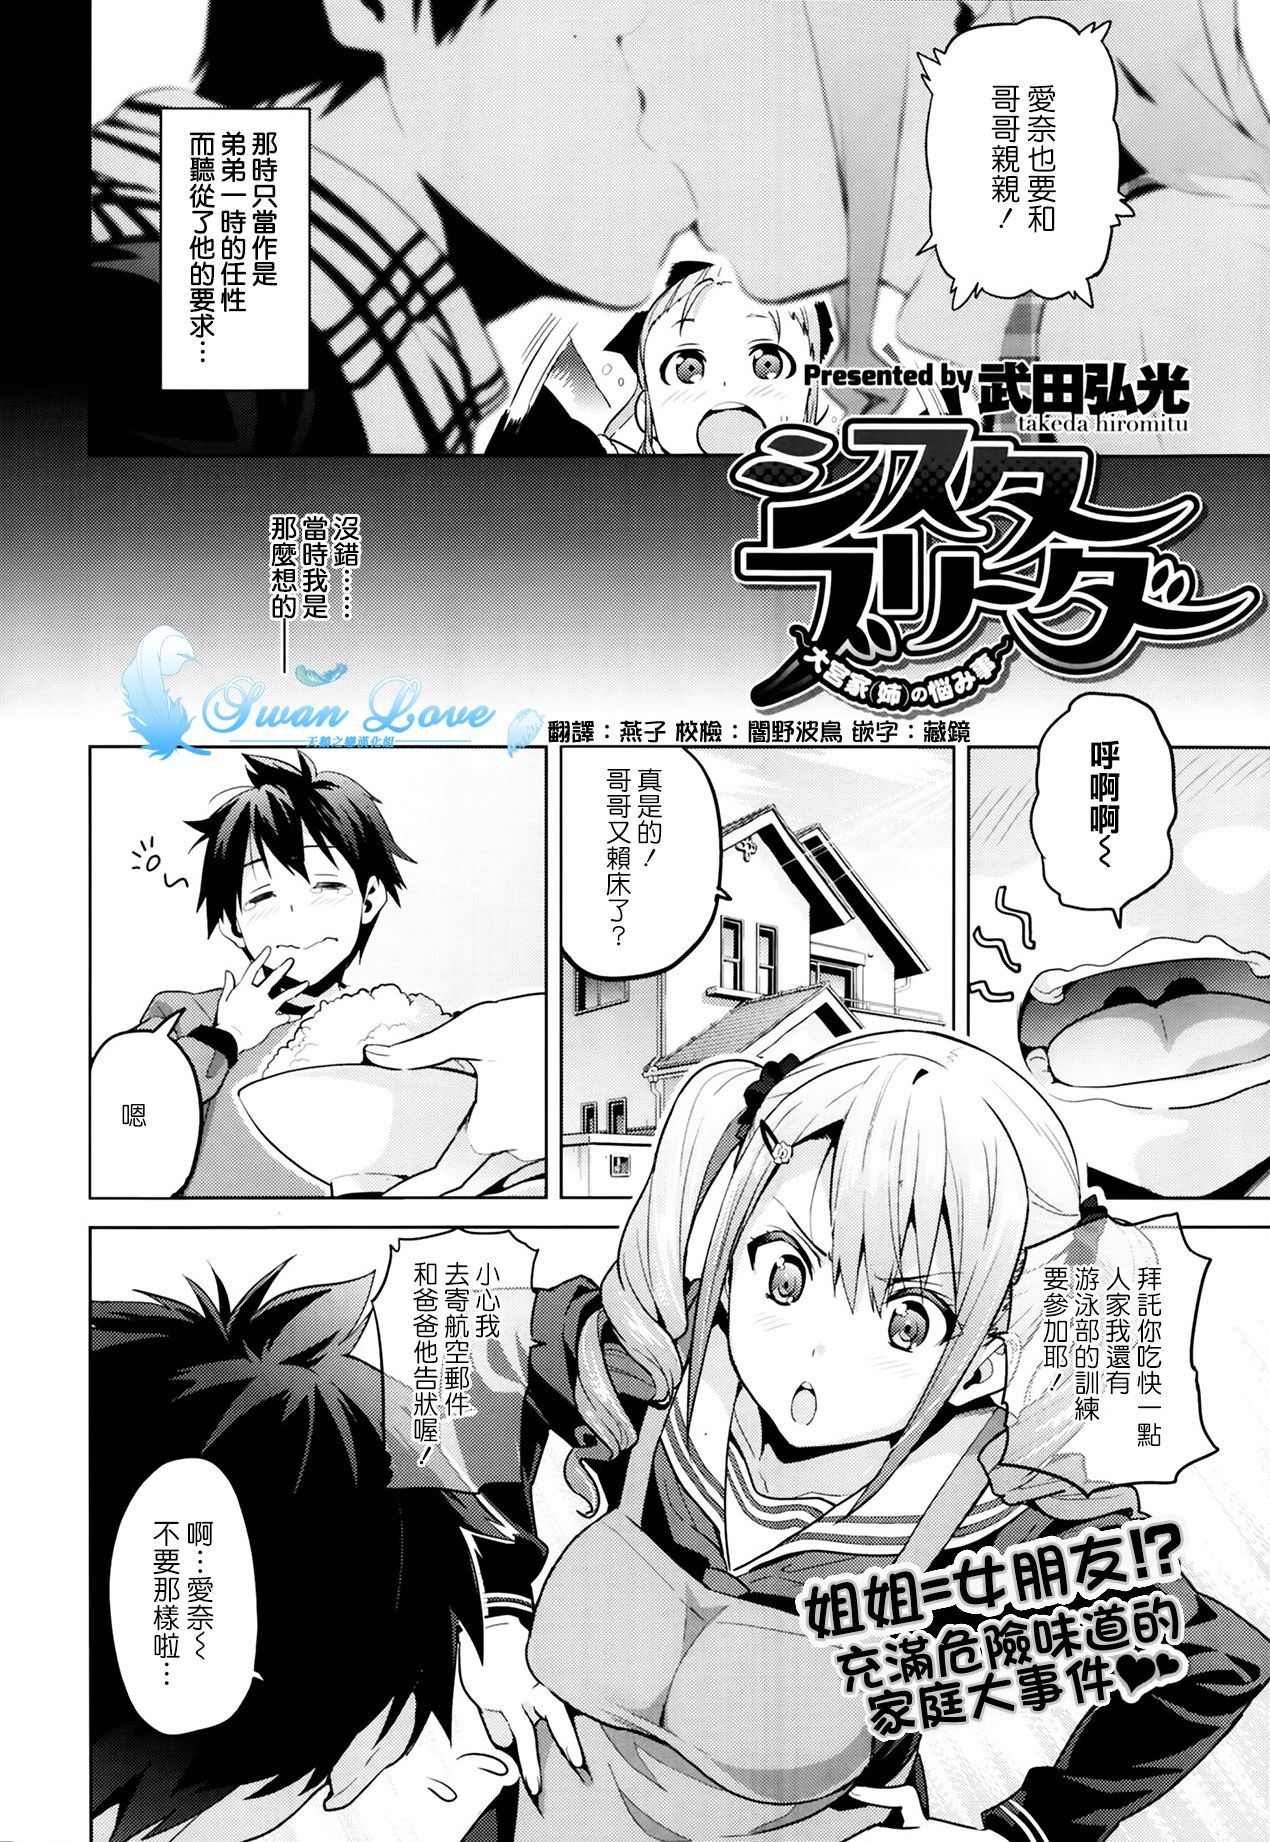 愛奈也要和
哥哥親親！
那時只當作是
弟弟一時的任性
而聽從了他的要求…
Presented by 武田弘光
takeda hiromitu
シスター
ブリーダー
大宮家(姉)の悩み事
沒錯……
當時我是
那麼想的——
Swan Love
天鵝之戀漢化組
翻譯：燕子 校檢：闇野波鳥 嵌字：藏鏡
呼啊啊～
真是的！
哥哥又賴床了？
嗯
拜託你吃快一點
人家我還有
游泳部的訓練
要參加耶！
小心我
去寄航空郵件
和爸爸他告狀喔！
啊…愛奈～
不要那樣啦…
姐姐=女朋友!?
充滿危險味道的
家庭大事件♥♥